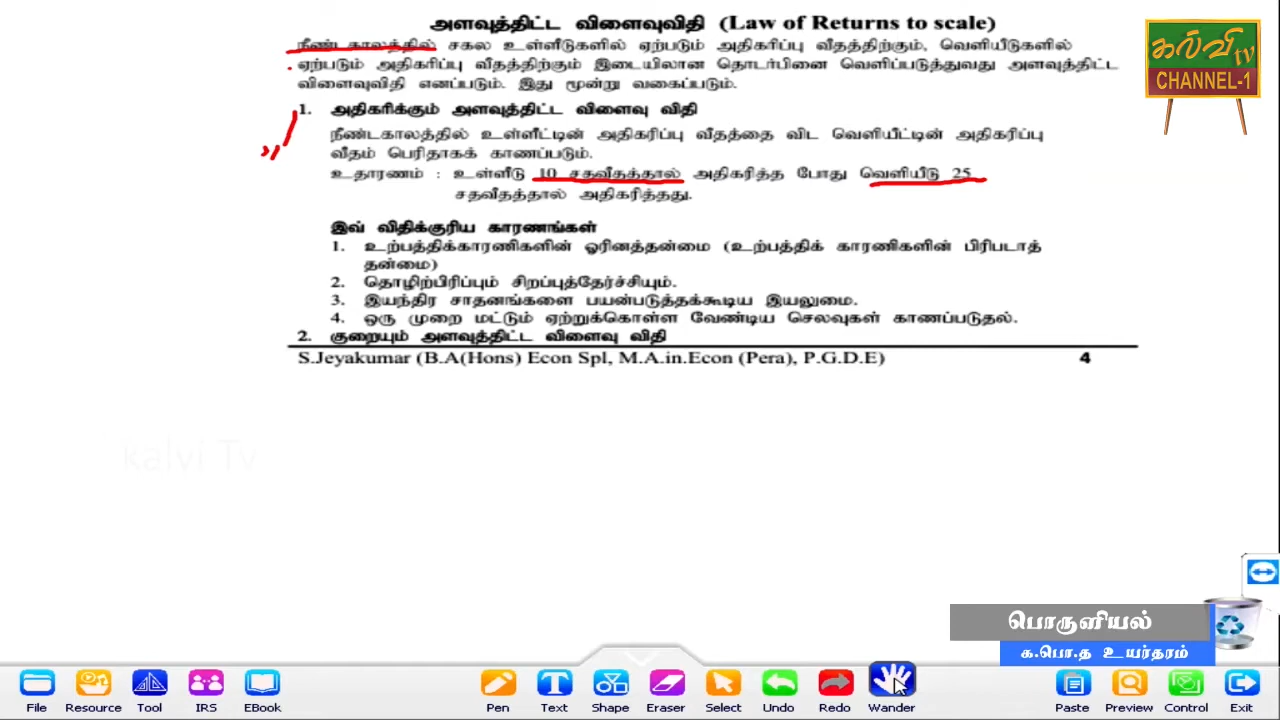 அளவுத்திட்ட விளைவுவிதி (Law of Returns to scale)
நீண்டகாலத்தில் சகல உள்ளீடுகளில் ஏற்படும் அதிகரிப்பு வீதத்திற்கும், வெளியீடுகளில்
ஏற்படும் அதிகரிப்பு வீதத்திற்கும் இடையிலான தொடர்பினை வெளிப்படுத்துவது அளவுத்திட்ட
விளைவுவிதி எனப்படும். இது மூன்று வகைப்படும்.
1. அதிகரிக்கும் அளவுத்திட்ட விளைவு விதி
நீண்டகாலத்தில் உள்ளீட்டின் அதிகரிப்பு வீதத்தை விட வெளியீட்டின் அதிகரிப்பு
வீதம் பெரிதாகக் காணப்படும்.
உதாரணம் : உள்ளீடு 10 சதவீதத்தால் அதிகரித்த போது வெளியீடு 25
சதவீதத்தால் அதிகரித்தது.
இவ் விதிக்குரிய காரணங்கள்
1. உற்பத்திக்காரணிகளின் ஓரினத்தன்மை (உற்பத்திக் காரணிகளின் பிரிபடாத்
தன்மை)
2. தொழிற்பிரிப்பும் சிறப்புத்தேர்ச்சியும்.
3. இயந்திர சாதனங்களை பயன்படுத்தக்கூடிய இயலுமை.
4. ஒரு முறை மட்டும் ஏற்றுக்கொள்ள வேண்டிய செலவுகள் காணப்படுதல்.
2. குறையும் அளவுத்திட்ட விளைவு விதி
S.Jeyakumar (B.A(Hons) Econ Spl, M.A.in.Econ (Pera), P.G.D.E) 4
கல்வி TV
CHANNEL-1
kalvi Tv
பொருளியல்
க.பொ.த உயர்தரம்
File Resource Tool IRS EBook Pen Text Shape Eraser Select Undo Redo Wander Paste Preview Control Exit